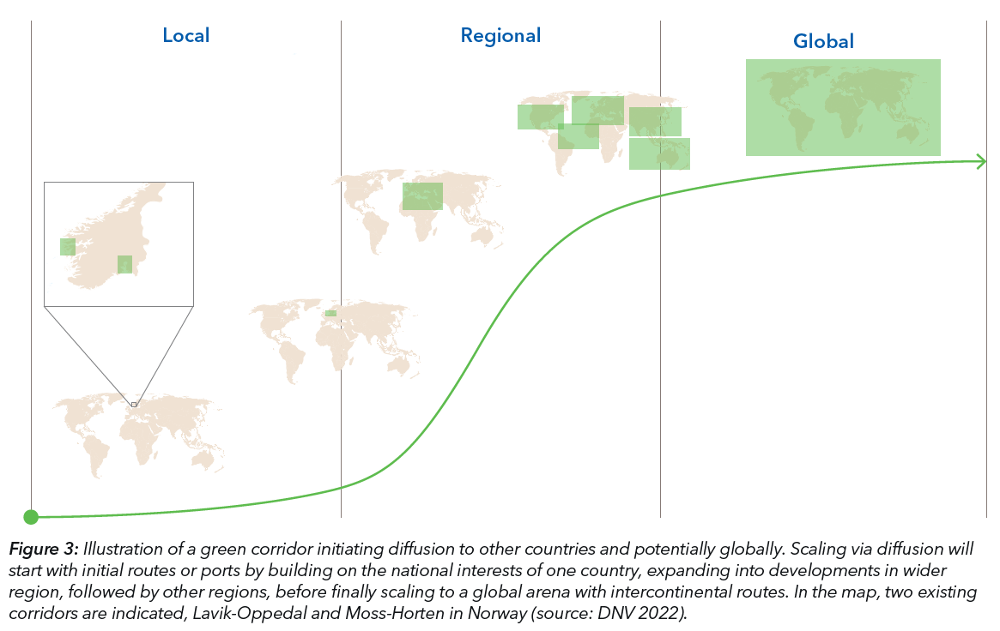 Local
Regional
Global
Figure 3: Illustration of a green corridor initiating diffusion to other countries and potentially globally. Scaling via diffusion will
start with initial routes or ports by building on the national interests of one country, expanding into developments in wider
region, followed by other regions, before finally scaling to a global arena with intercontinental routes. In the map, two existing
corridors are indicated, Lavik-Oppedal and Moss-Horten in Norway (source: DNV 2022).